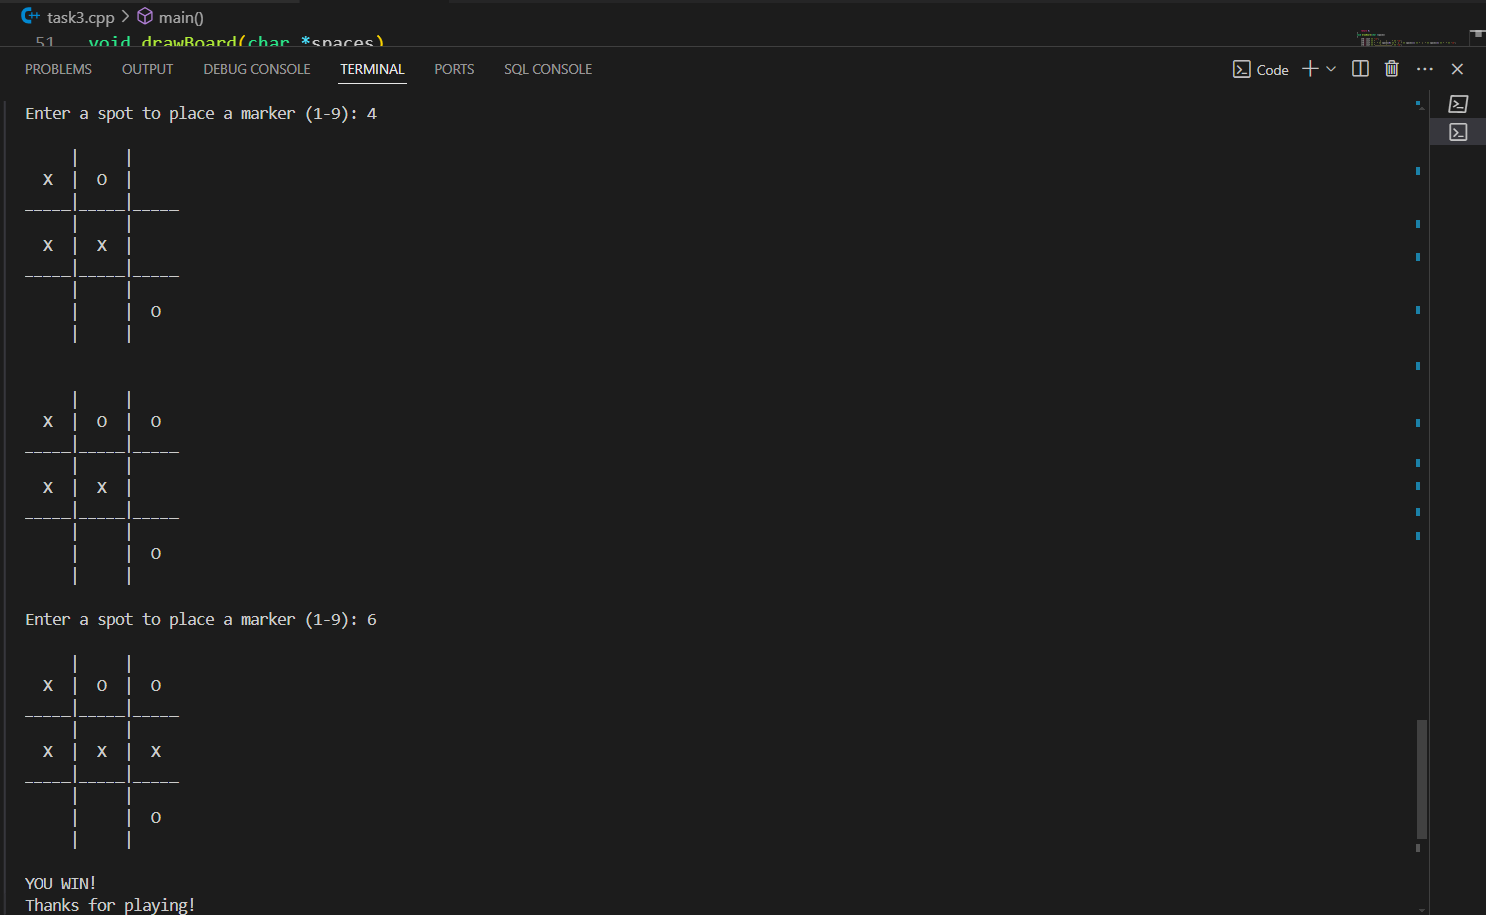 task3.cpp > main()
51 void drawBoard(char *spaces)
PROBLEMS OUTPUT DEBUG CONSOLE TERMINAL PORTS SQL CONSOLE Code
Enter a spot to place a marker (1-9): 4
     |     |
  X  |  O  |
_____|_____|_____
     |     |
  X  |  X  |
_____|_____|_____
     |     |
     |     |  O
     |     |
     |     |
  X  |  O  |  O
_____|_____|_____
     |     |
  X  |  X  |
_____|_____|_____
     |     |
     |     |  O
     |     |
Enter a spot to place a marker (1-9): 6
     |     |
  X  |  O  |  O
_____|_____|_____
     |     |
  X  |  X  |  X
_____|_____|_____
     |     |
     |     |  O
     |     |
YOU WIN!
Thanks for playing!